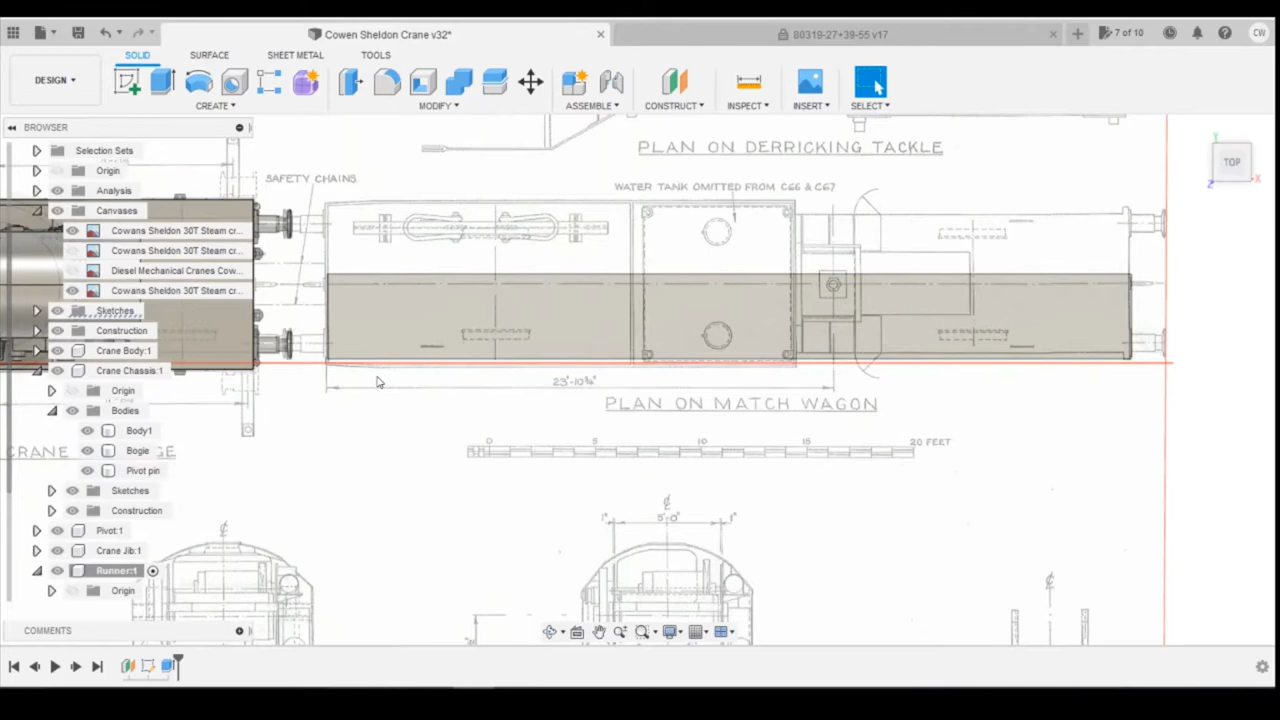 Cowen Sheldon Crane v32*
80319-27+39-55 v17
7 of 10
CW
DESIGN
SOLID
SURFACE
SHEET METAL
TOOLS
CREATE
MODIFY
ASSEMBLE
CONSTRUCT
INSPECT
INSERT
SELECT
BROWSER
Selection Sets
Origin
Analysis
Canvases
Cowans Sheldon 30T Steam cr...
Cowans Sheldon 30T Steam cr...
Diesel Mechanical Cranes Cow...
Cowans Sheldon 30T Steam cr...
Sketches
Construction
Crane Body:1
Crane Chassis:1
Origin
Bodies
Body1
Bogie
Pivot pin
Sketches
Construction
Pivot:1
Crane Jib:1
Runner:1
Origin
COMMENTS
PLAN ON DERRICKING TACKLE
TOP
X
Z
SAFETY CHAINS.
WATER TANK OMITTED FROM C66 & C67
23'-10¾"
PLAN ON MATCH WAGON
0 5 10 15 20 FEET
CRANE
1" 5'-0" 1"